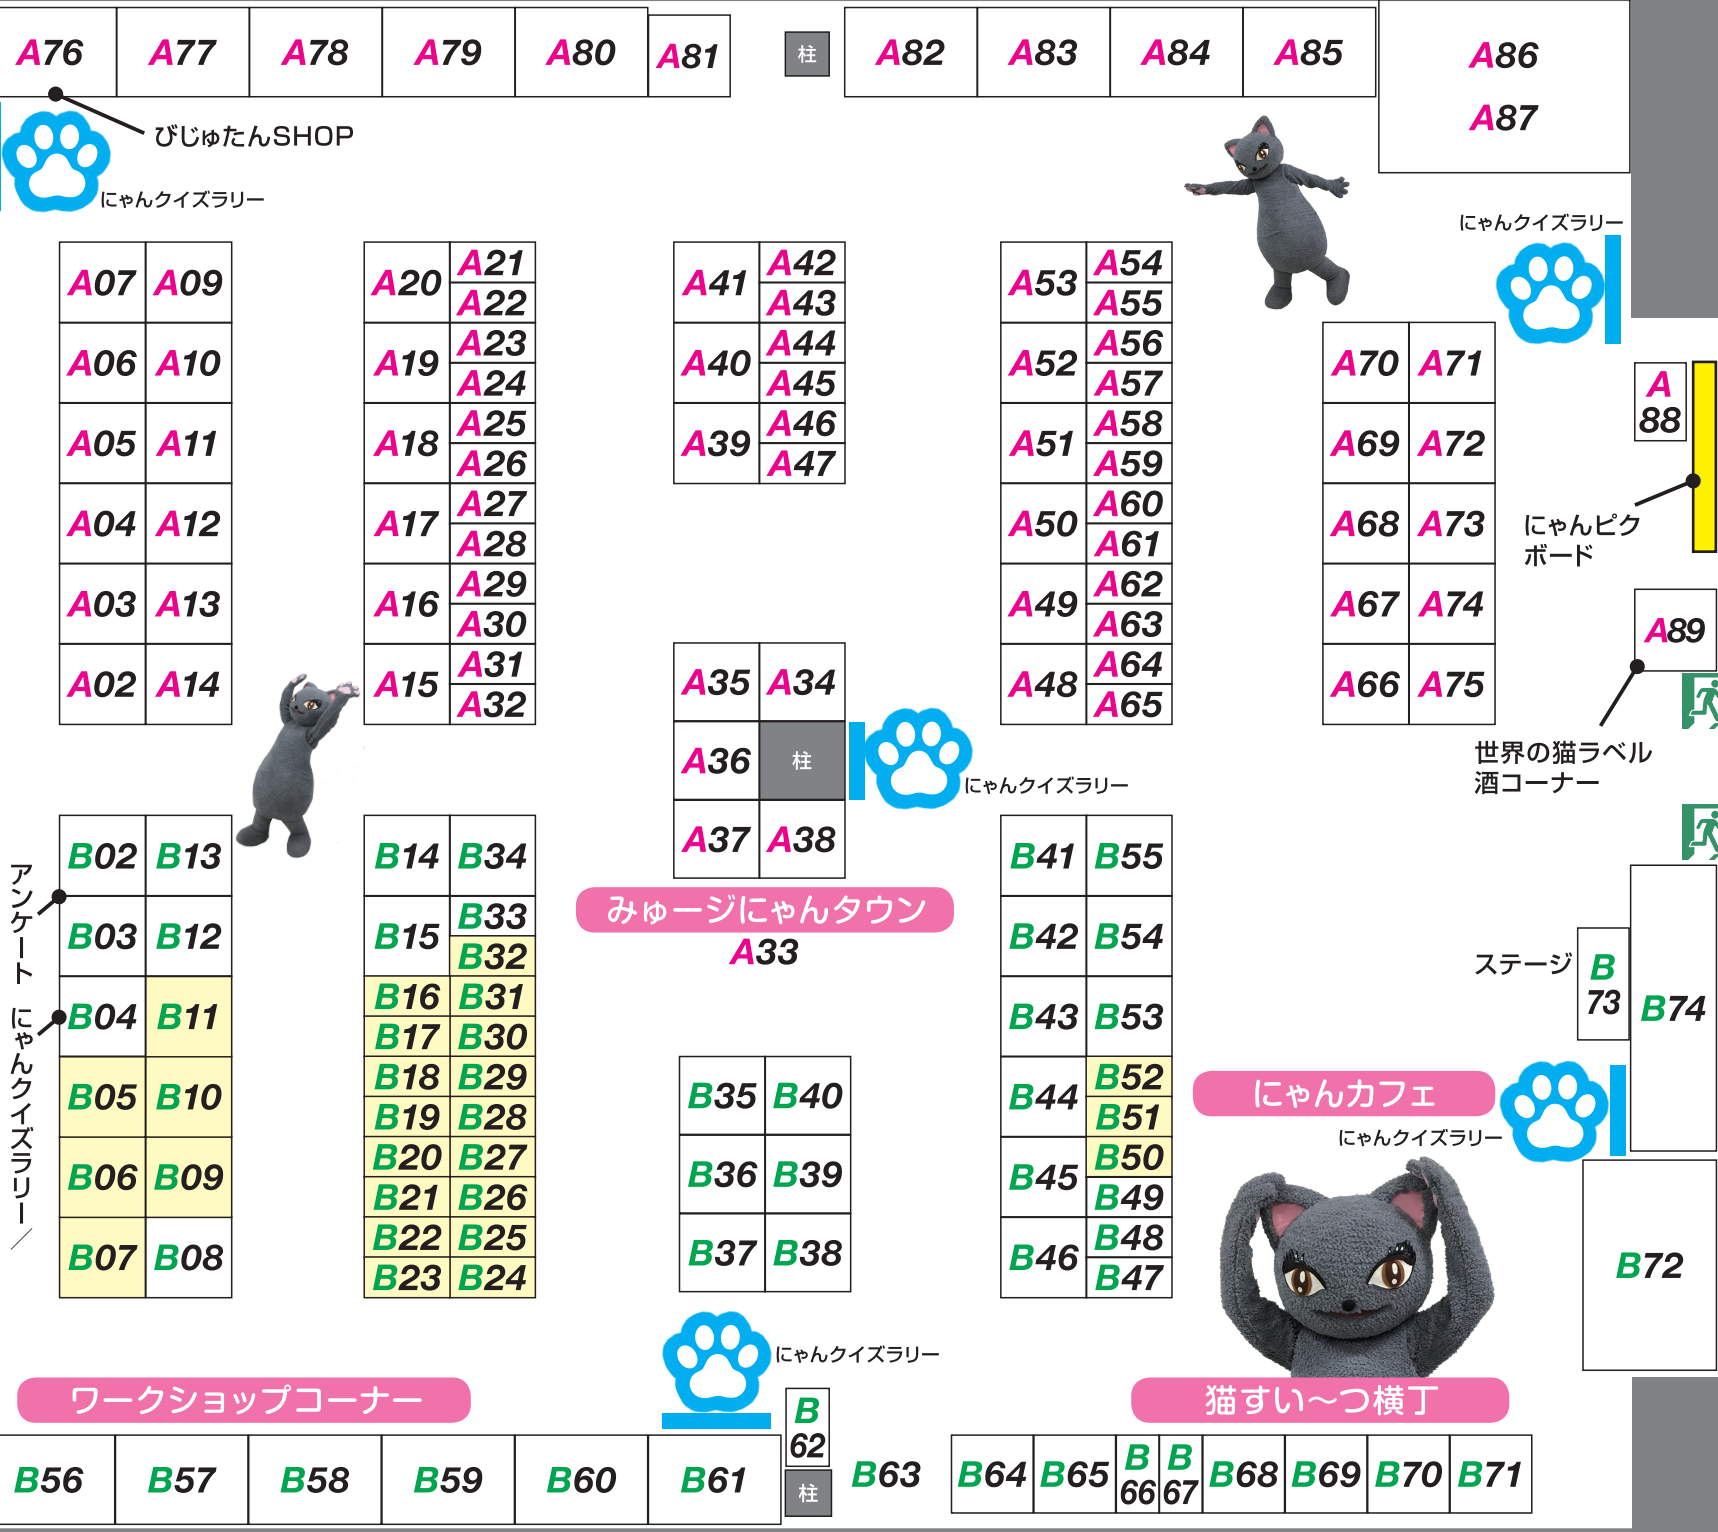 A76 A77 A78 A79 A80 A81 柱 A82 A83 A84 A85 A86
A87
びじゅたんSHOP
にゃんクイズラリー
にゃんクイズラリー
A07 A09
A06 A10
A05 A11
A04 A12
A03 A13
A02 A14
A20 A21
A22
A19 A23
A24
A18 A25
A26
A17 A27
A28
A16 A29
A30
A15 A31
A32
A41 A42
A43
A40 A44
A45
A39 A46
A47
A53 A54
A55
A52 A56
A57
A51 A58
A59
A50 A60
A61
A49 A62
A63
A48 A64
A65
A70 A71
A69 A72
A68 A73
A67 A74
A66 A75
A
88
にゃんピク
ボード
A89
世界の猫ラベル
酒コーナー
A35 A34
A36 柱
A37 A38
にゃんクイズラリー
みゅージにゃんタウン
A33
アンケート にゃんクイズラリー/
B02 B13
B03 B12
B04 B11
B05 B10
B06 B09
B07 B08
B14 B34
B15 B33
B32
B16 B31
B17 B30
B18 B29
B19 B28
B20 B27
B21 B26
B22 B25
B23 B24
B35 B40
B36 B39
B37 B38
B41 B55
B42 B54
B43 B53
B44 B52
B51
B45 B50
B49
B46 B48
B47
ステージ
B
73
B74
にゃんカフェ
にゃんクイズラリー
B72
にゃんクイズラリー
ワークショップコーナー
猫すい〜つ横丁
B56 B57 B58 B59 B60 B61
B
62
柱
B63
B64 B65
B
66
B
67
B68 B69 B70 B71